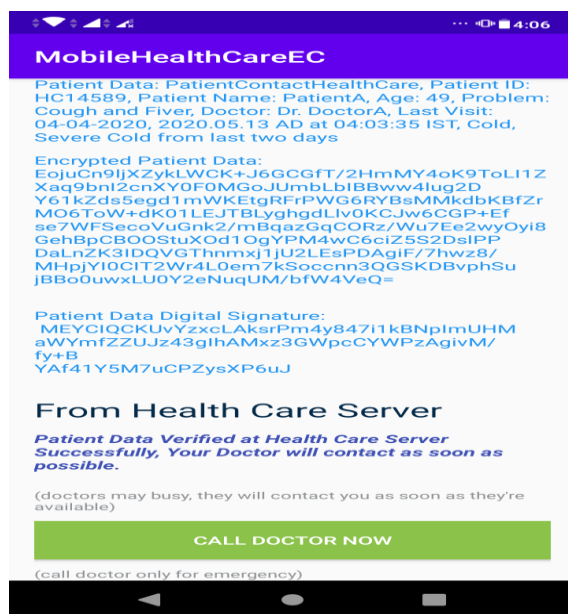 4:06
MobileHealthCareEC
Patient Data: PatientContactHealthCare, Patient ID:
HC14589, Patient Name: PatientA, Age: 49, Problem:
Cough and Fiver, Doctor: Dr. DoctorA, Last Visit:
04-04-2020, 2020.05.13 AD at 04:03:35 IST, Cold,
Severe Cold from last two days
Encrypted Patient Data:
EojuCn9ljXZykLWCK+J6GCGfT/2HmMY4oK9ToLI1Z
Xaq9bnI2cnXY0F0MGoJUmbLbIBBww4lug2D
Y61kZds5egd1mWKEtgRFrPWG6RYBsMMkdbKBfZr
MO6ToW+dK01LEJTBLyghgdLlv0KCJw6CGP+Ef
se7WFSecoVuGnk2/mBqazGqCORz/Wu7Ee2wyOyi8
GehBpCBOOStuXOd1OgYPM4wC6ciZ5S2DsIPP
DaLnZK3IDQVGThnmxj1jU2LEsPDAgiF/7hwz8/
MHpjYI0CIT2Wr4L0em7kSoccnn3QGSKDBvphSu
jBBo0uwxLU0Y2eNuqUM/bfW4VeQ=
Patient Data Digital Signature:
MEYCIQCKUvYzxcLAksrPm4y847i1kBNpImUHM
aWYmfZZUJz43gIhAMxz3GWpcCYWPzAgivM/
fy+B
YAf41Y5M7uCPZysXP6uJ
From Health Care Server
Patient Data Verified at Health Care Server
Successfully, Your Doctor will contact as soon as
possible.
(doctors may busy, they will contact you as soon as they're
available)
CALL DOCTOR NOW
(call doctor only for emergency)